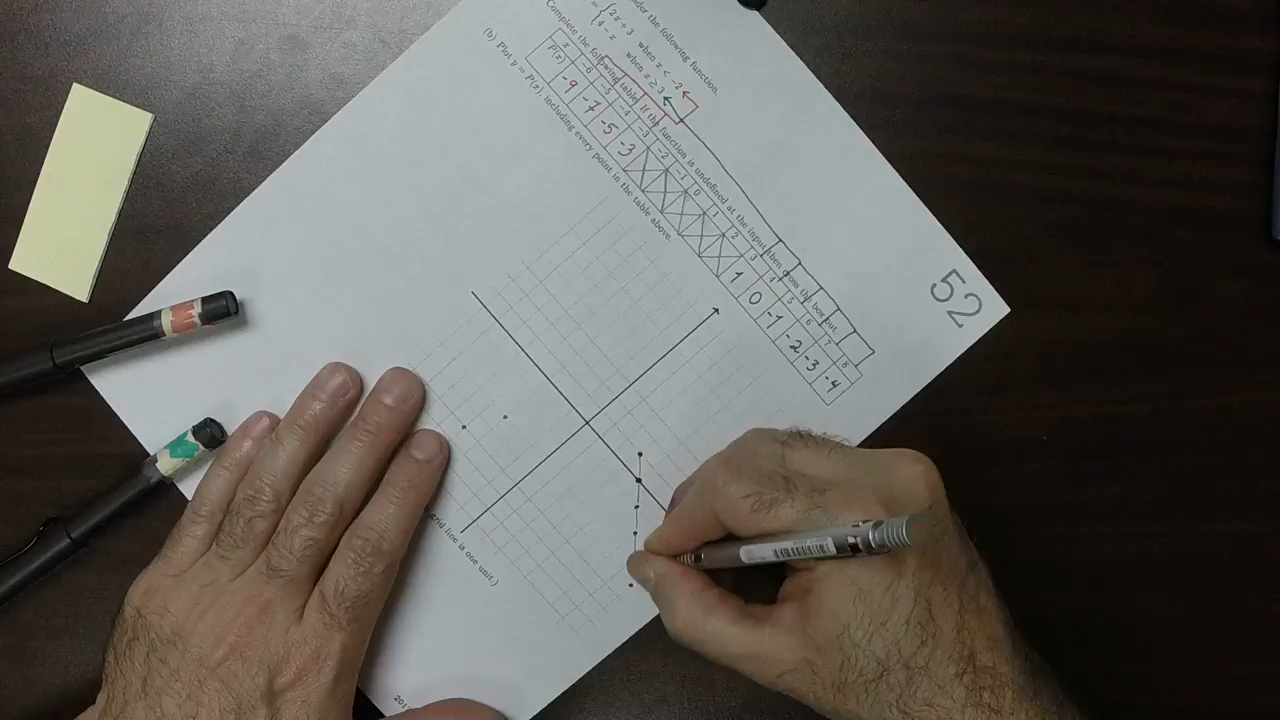 der the following function.
= { 2x + 3 when x < -2
4 - x when x ≥ 3
Complete the following table. If the function is undefined at the input, then cross the box out.
x -6 -5 -4 -3 -2 -1 0 1 2 3 4 5 6 7 8
P(x) -9 -7 -5 -3 1 0 -1 -2 -3 -4
(b) Plot y = P(x), including every point in the table above.
grid line is one unit.)
52
201